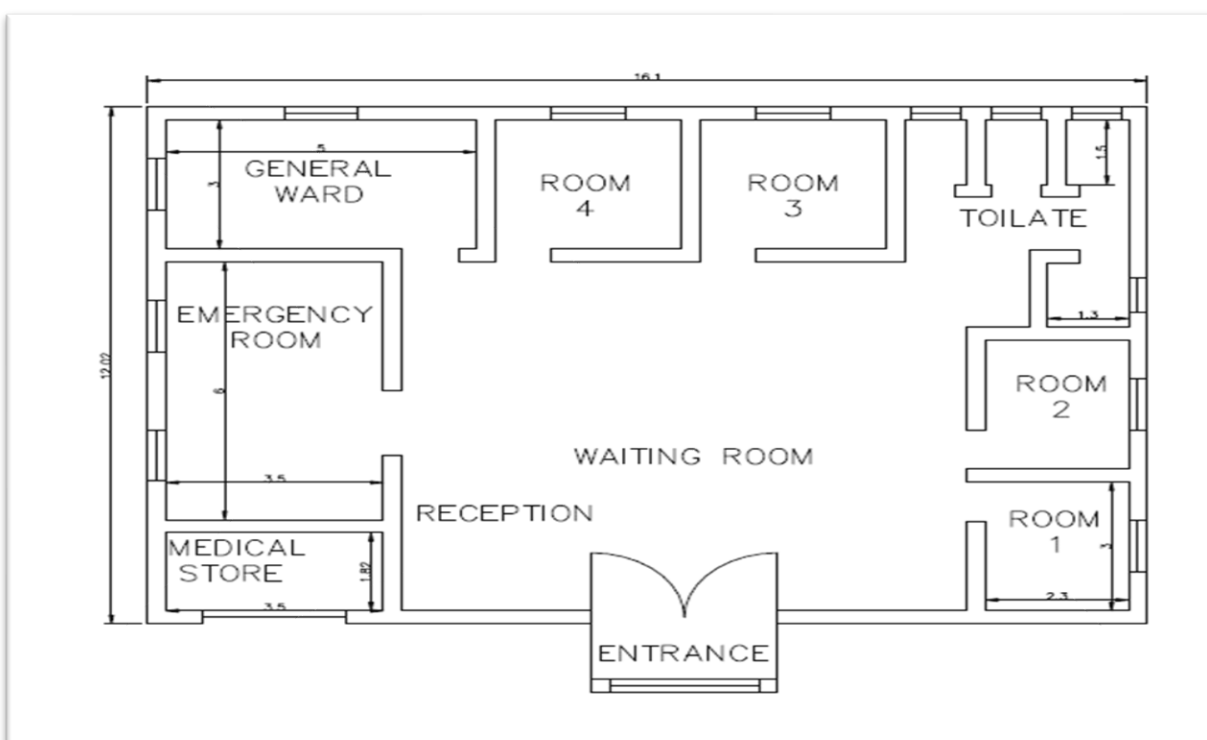 16.1
5
GENERAL
WARD
3
ROOM
4
ROOM
3
1.5
TOILATE
12.02
EMERGENCY
ROOM
6
3.5
1.3
ROOM
2
WAITING ROOM
RECEPTION
ROOM
1
3
2.3
MEDICAL
STORE
1.82
3.5
ENTRANCE